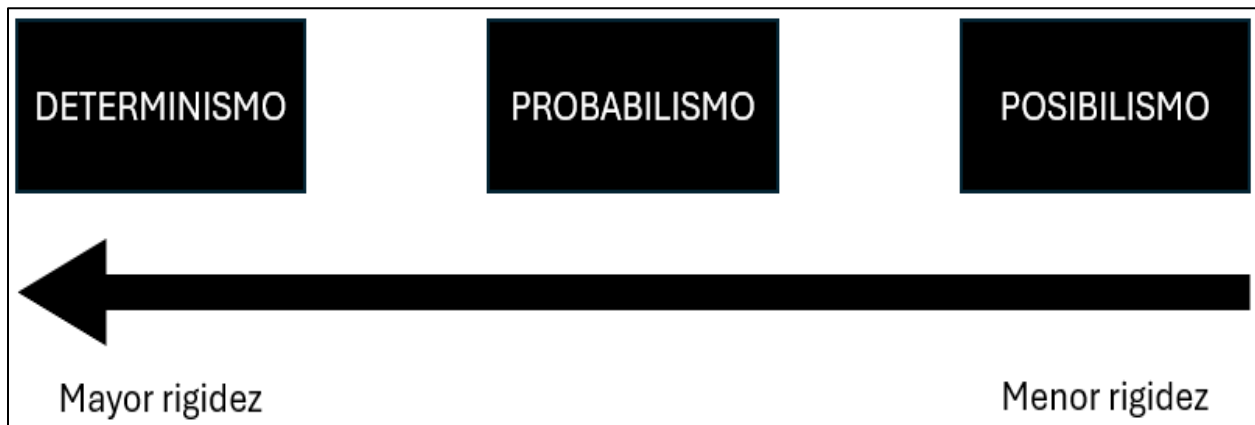 DETERMINISMO
PROBABILISMO
POSIBILISMO
Mayor rigidez
Menor rigidez